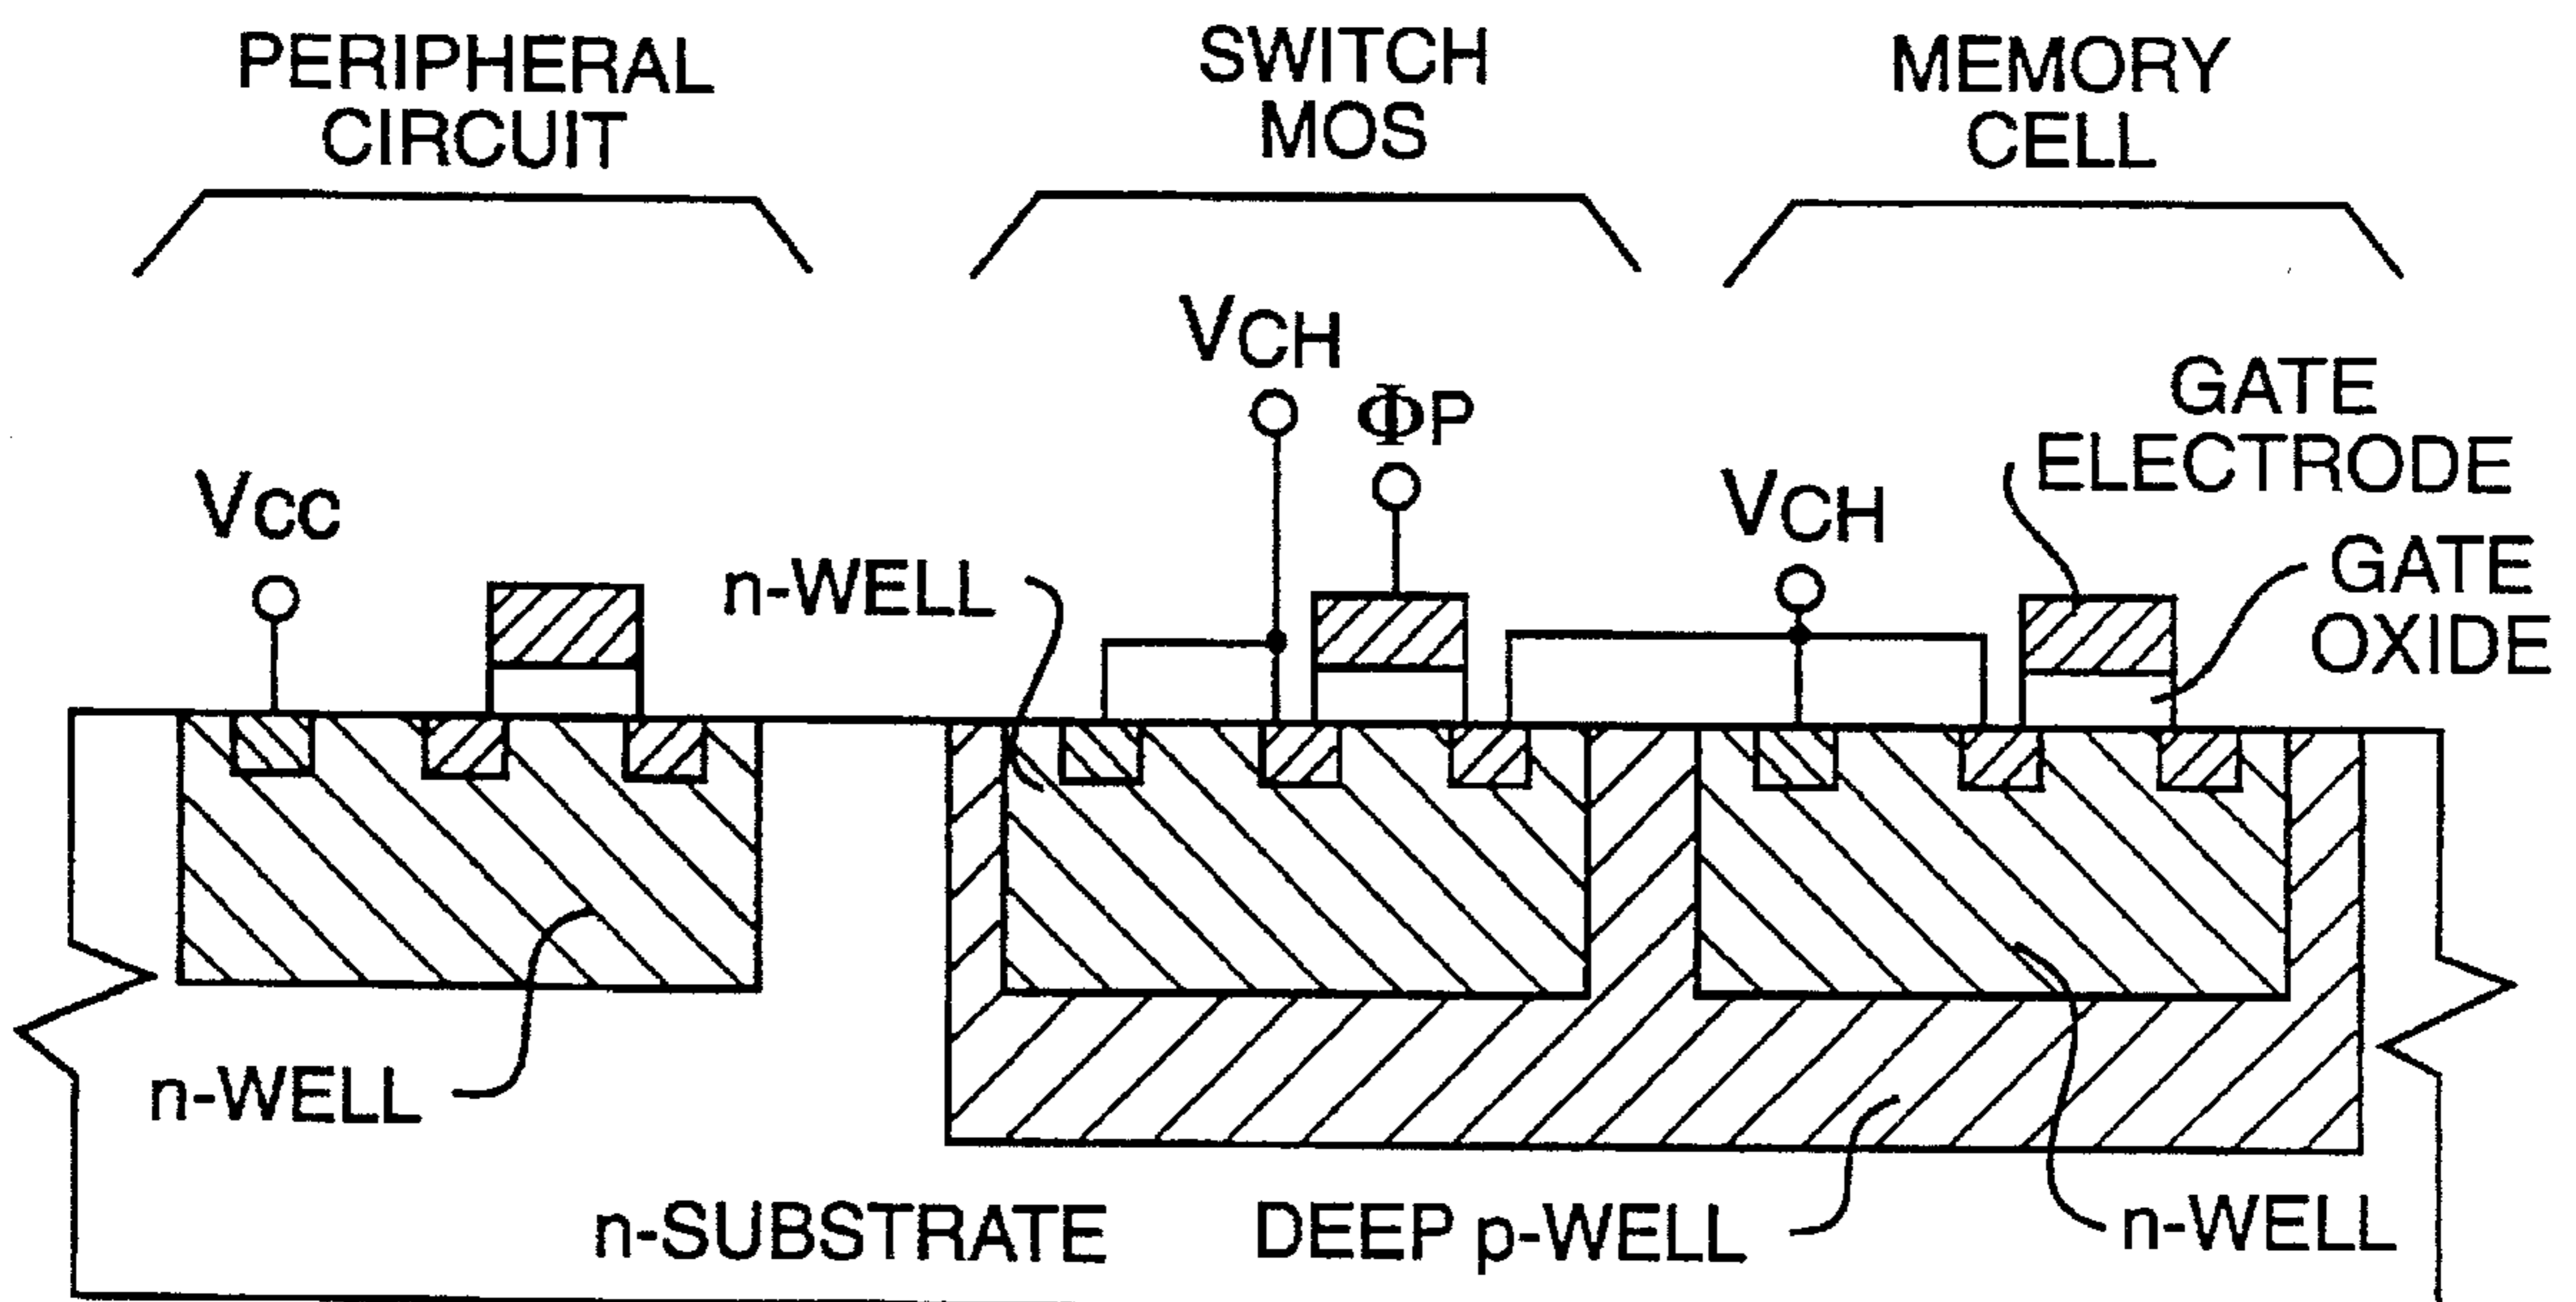 PERIPHERAL
CIRCUIT
SWITCH
MOS
MEMORY
CELL
VCH
ΦP
GATE
ELECTRODE
Vcc
VCH
n-WELL
GATE
OXIDE
n-WELL
n-SUBSTRATE
DEEP p-WELL
n-WELL